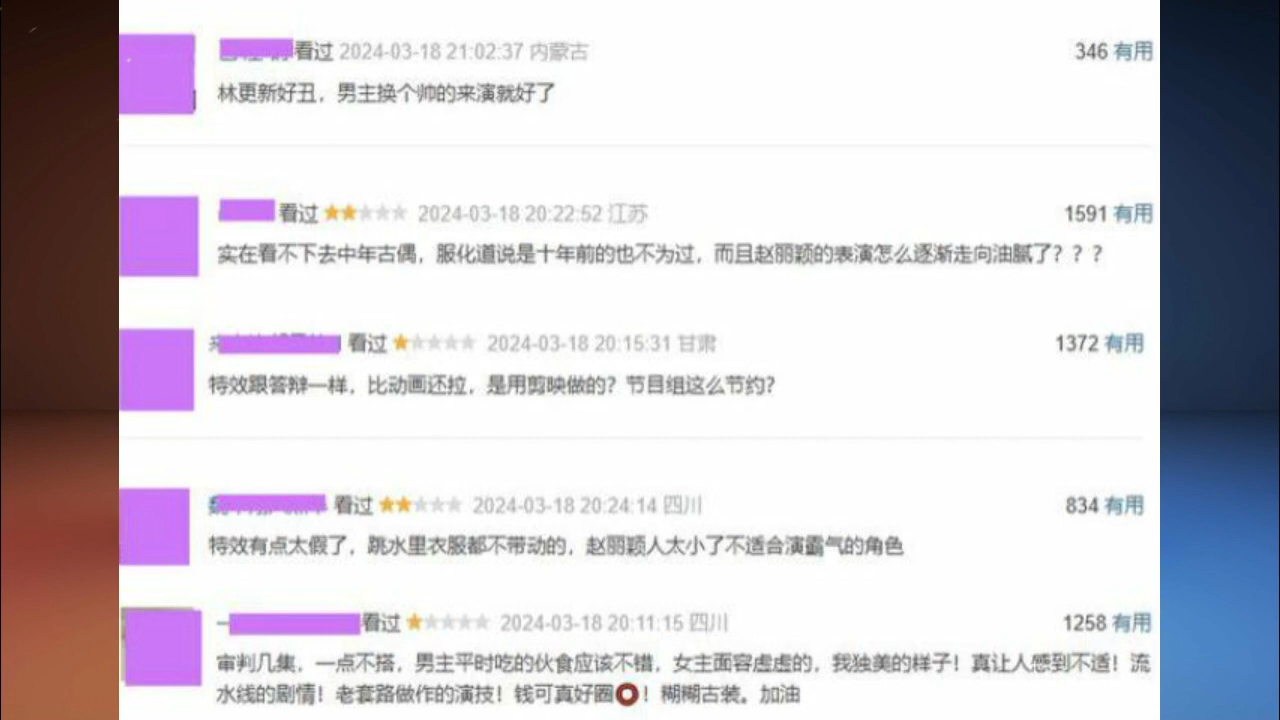 看过 2024-03-18 21:02:37 内蒙古 346 有用
林更新好丑，男主换个帅的来演就好了
看过 2024-03-18 20:22:52 江苏 1591 有用
实在看不下去中年古偶，服化道说是十年前的也不为过，而且赵丽颖的表演怎么逐渐走向油腻了？？？
看过 2024-03-18 20:15:31 甘肃 1372 有用
特效跟答辩一样，比动画还拉，是用剪映做的？节目组这么节约？
看过 2024-03-18 20:24:14 四川 834 有用
特效有点太假了，跳水里衣服都不带动的，赵丽颖人太小了不适合演霸气的角色
看过 2024-03-18 20:11:15 四川 1258 有用
审判几集，一点不搭，男主平时吃的伙食应该不错，女主面容虚虚的，我独美的样子！真让人感到不适！流
水线的剧情！老套路做作的演技！钱可真好圈⭕！糊糊古装。加油